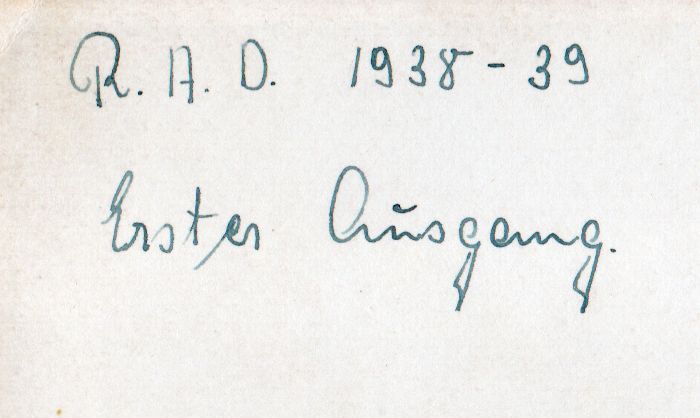 R. A. D. 1938 - 39
Erster Ausgang.